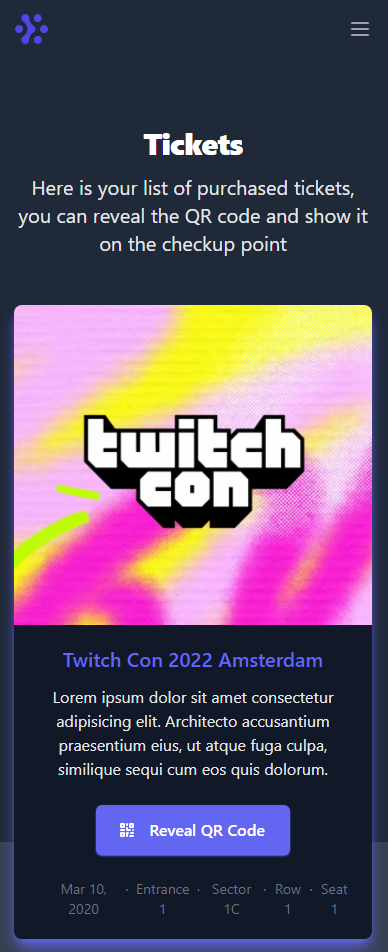 Tickets
Here is your list of purchased tickets,
you can reveal the QR code and show it
on the checkup point
twitch
con
Twitch Con 2022 Amsterdam
Lorem ipsum dolor sit amet consectetur
adipisicing elit. Architecto accusantium
praesentium eius, ut atque fuga culpa,
similique sequi cum eos quis dolorum.
Reveal QR Code
Mar 10, · Entrance · Sector · Row · Seat
2020 1 1C 1 1